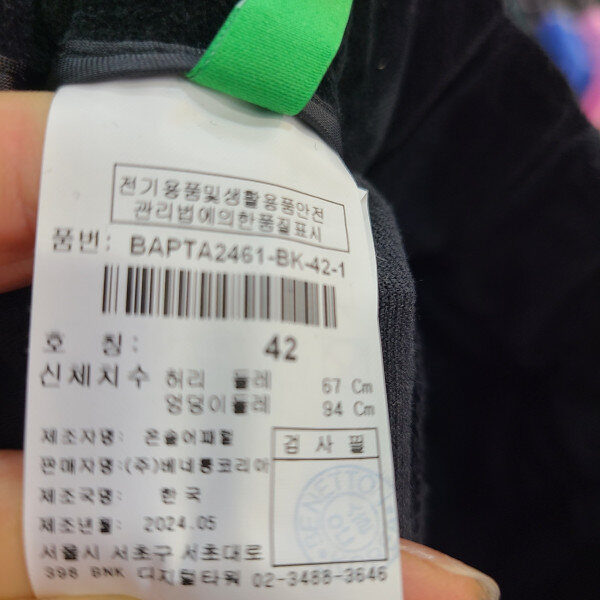 전기용품및생활용품안전
관리법에의한품질표시
품번: BAPTA2461-BK-42-1
호 칭: 42
신체치수 허리 둘레 67 Cm
엉덩이둘레 94 Cm
제조자명: 온솔어패럴
검 사 필
판매자명:(주)베네통코리아
제조국명: 한국
제조년월: 2024.05
서울시 서초구 서초대로
398 BNK 디지털타워 02-3488-3646